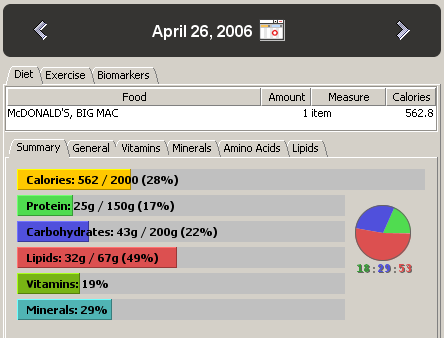 April 26, 2006
Diet Exercise Biomarkers
Food Amount Measure Calories
McDONALD'S, BIG MAC 1 item 562.8
Summary General Vitamins Minerals Amino Acids Lipids
Calories: 562 / 2000 (28%)
Protein: 25g / 150g (17%)
Carbohydrates: 43g / 200g (22%)
Lipids: 32g / 67g (49%)
Vitamins: 19%
Minerals: 29%
18:29:53